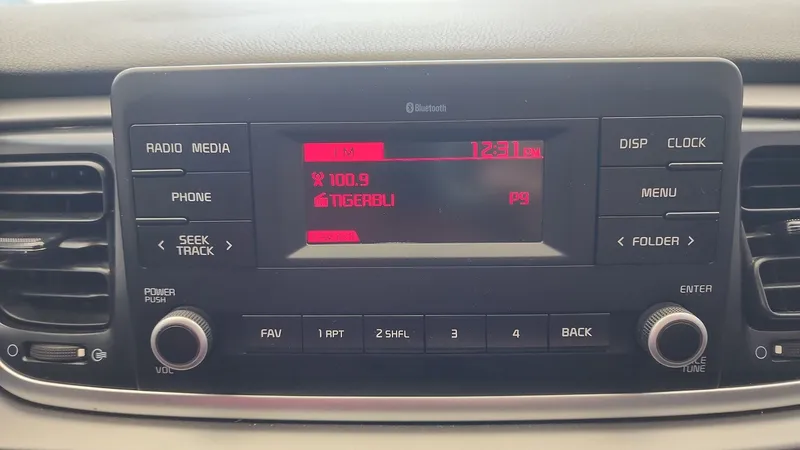 Bluetooth
RADIO MEDIA
DISP CLOCK
12:31 PM
100.9
TIGERBLI P9
PHONE
MENU
< SEEK TRACK >
< FOLDER >
POWER
PUSH
VOL
FAV 1 RPT 2 SHFL 3 4 BACK
ENTER
TUNE